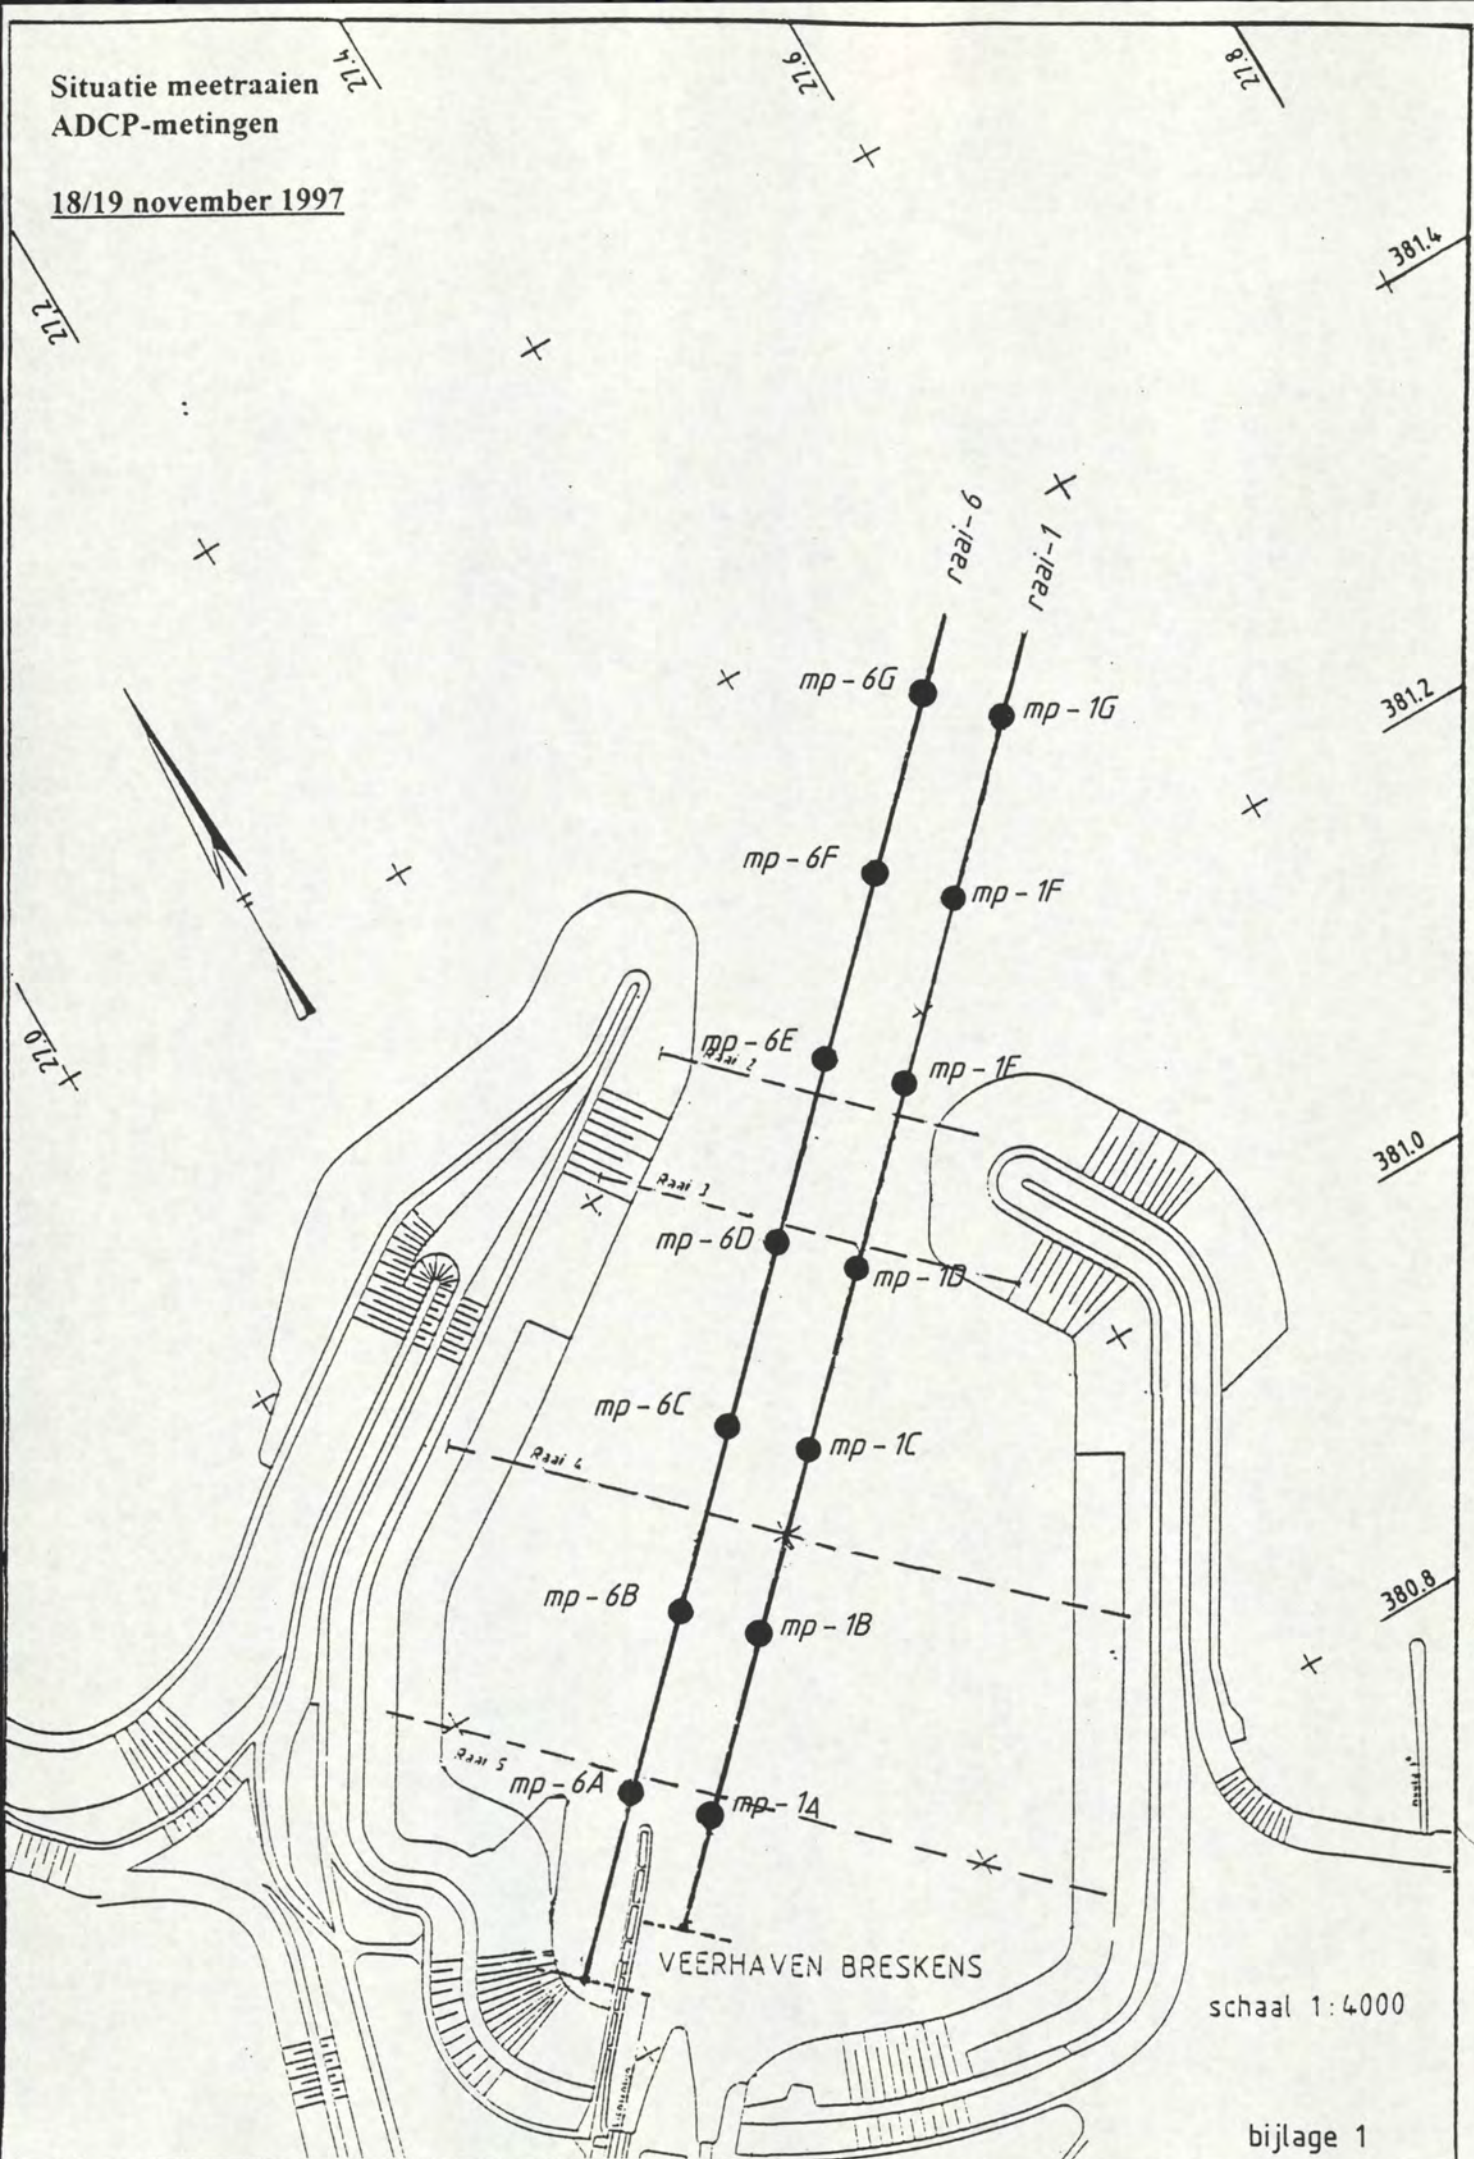 Situatie meetraaien
ADCP-metingen
18/19 november 1997
27.4
27.6
27.8
27.2
381.4
raai-6
raai-1
mp-6G
mp-1G
381.2
mp-6F
mp-1F
27.0
mp-6E
Raai 2
mp-1E
381.0
Raai 3
mp-6D
mp-1D
mp-6C
mp-1C
Raai 4
380.8
mp-6B
mp-1B
Raai 5
mp-6A
mp-1A
VEERHAVEN BRESKENS
schaal 1:4000
bijlage 1